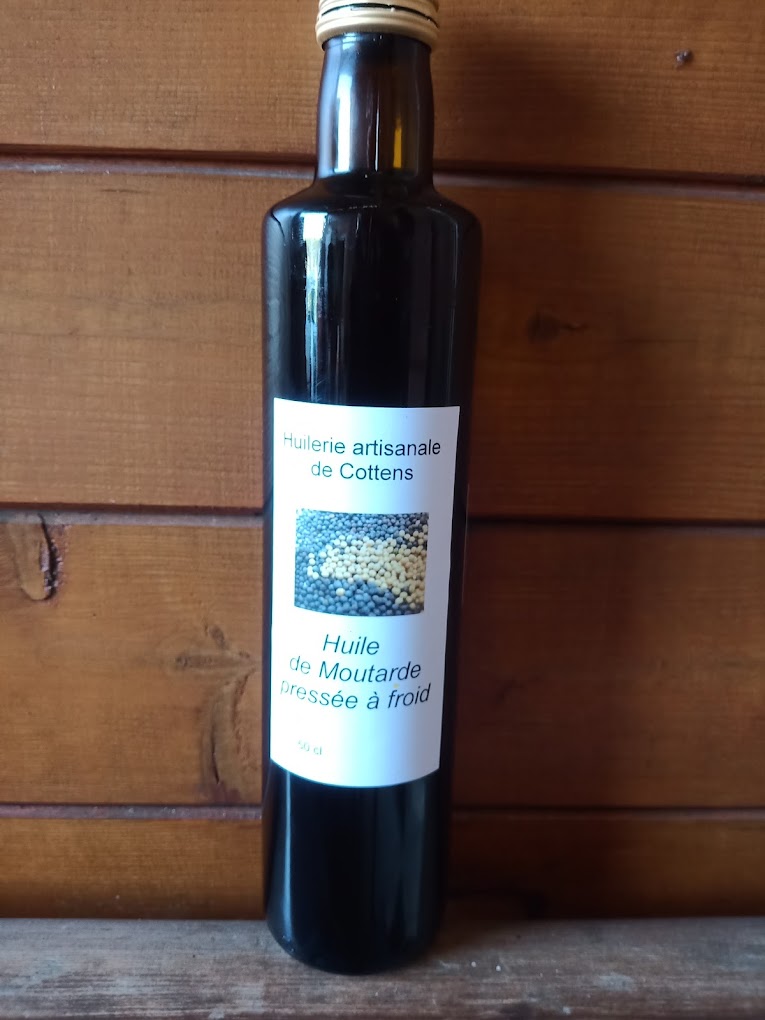 Huilerie artisanale
de Cottens
Huile
de Moutarde
pressée à froid
50 cl